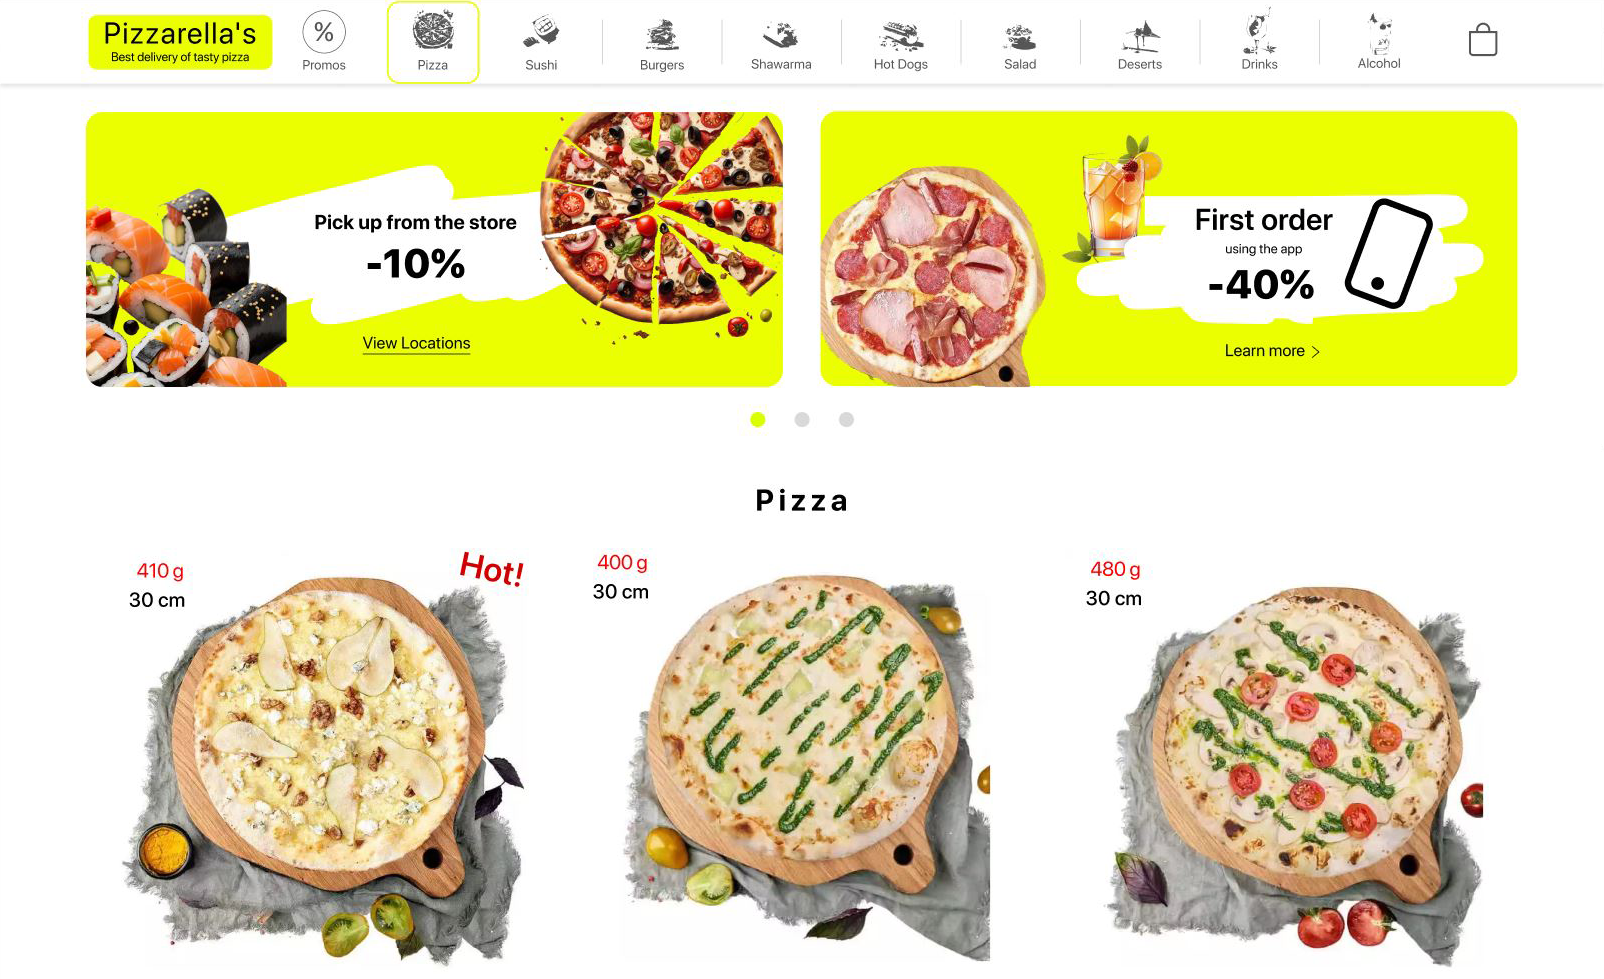 Pizzarella's
Best delivery of tasty pizza
%
Promos
Pizza
Sushi
Burgers
Shawarma
Hot Dogs
Salad
Deserts
Drinks
Alcohol
Pick up from the store
-10%
View Locations
First order
using the app
-40%
Learn more >
Pizza
410 g
30 cm
Hot!
400 g
30 cm
480 g
30 cm